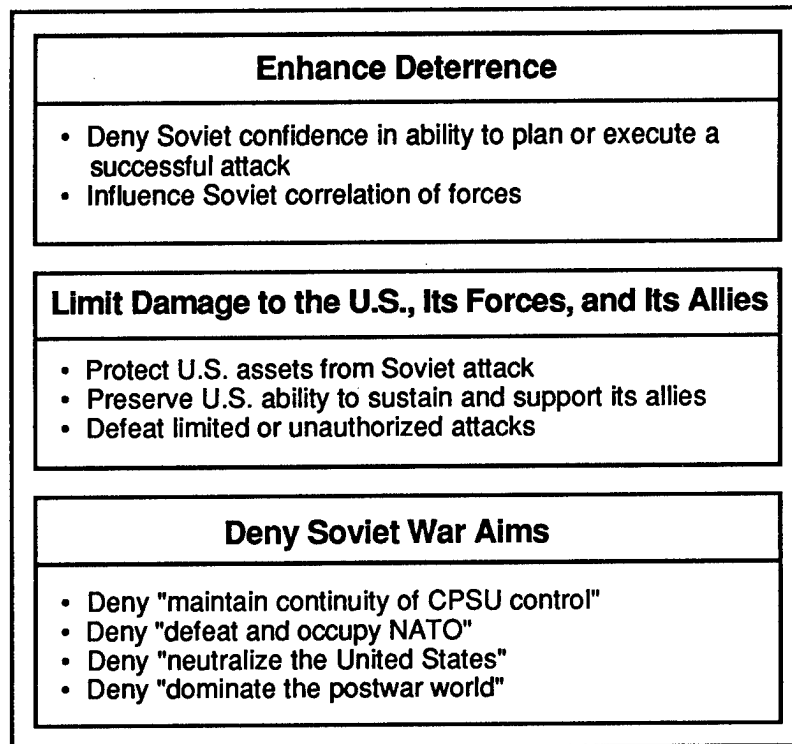 Enhance Deterrence
• Deny Soviet confidence in ability to plan or execute a
successful attack
• Influence Soviet correlation of forces
Limit Damage to the U.S., Its Forces, and Its Allies
• Protect U.S. assets from Soviet attack
• Preserve U.S. ability to sustain and support its allies
• Defeat limited or unauthorized attacks
Deny Soviet War Aims
• Deny "maintain continuity of CPSU control"
• Deny "defeat and occupy NATO"
• Deny "neutralize the United States"
• Deny "dominate the postwar world"